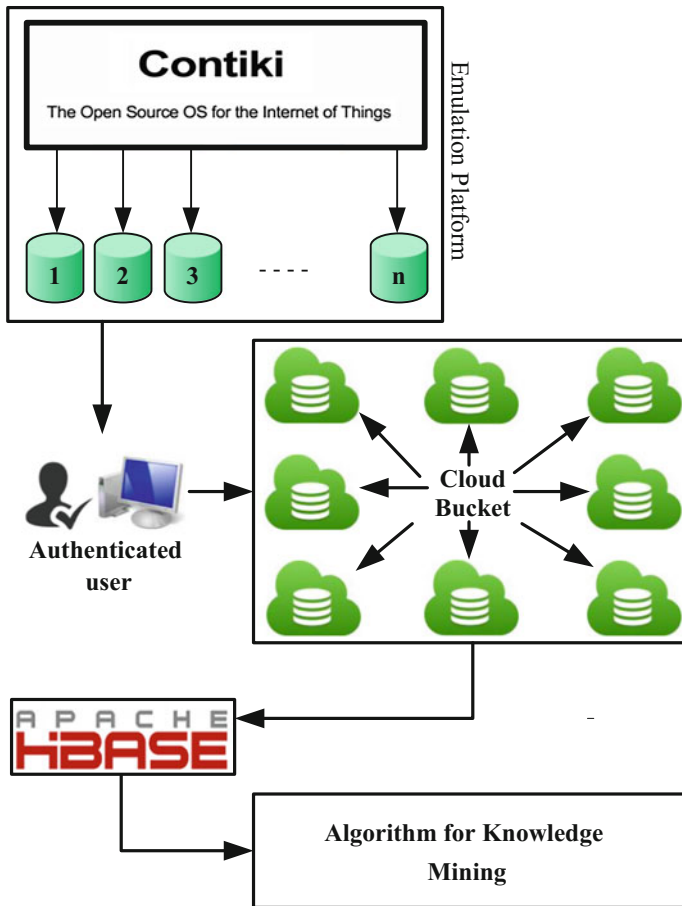 Contiki
The Open Source OS for the Internet of Things
Emulation Platform
1 2 3 - - - - n
Cloud
Bucket
Authenticated
user
APACHE
HBASE
Algorithm for Knowledge
Mining